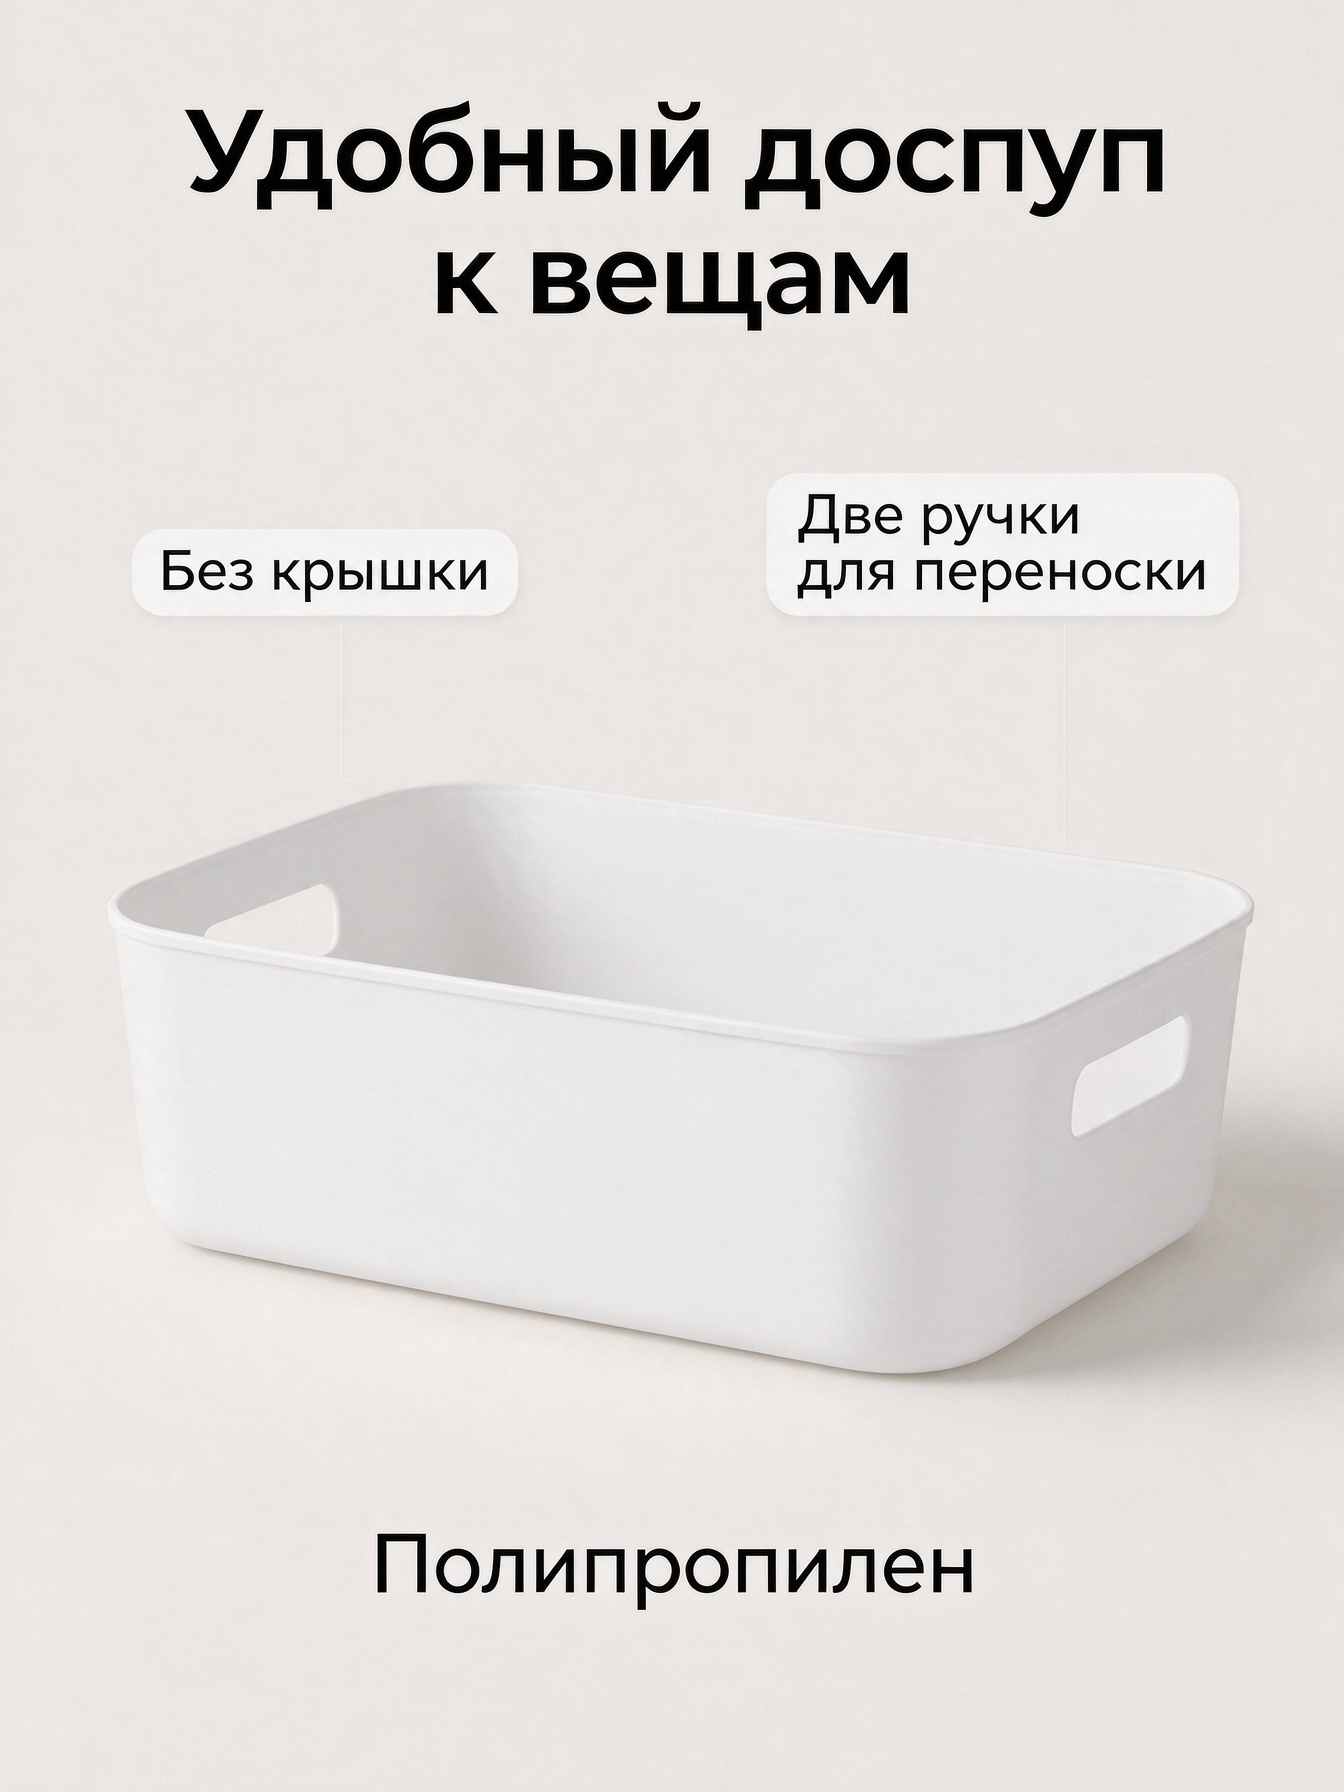 Удобный доспуп
к вещам
Без крышки
Две ручки
для переноски
Полипропилен